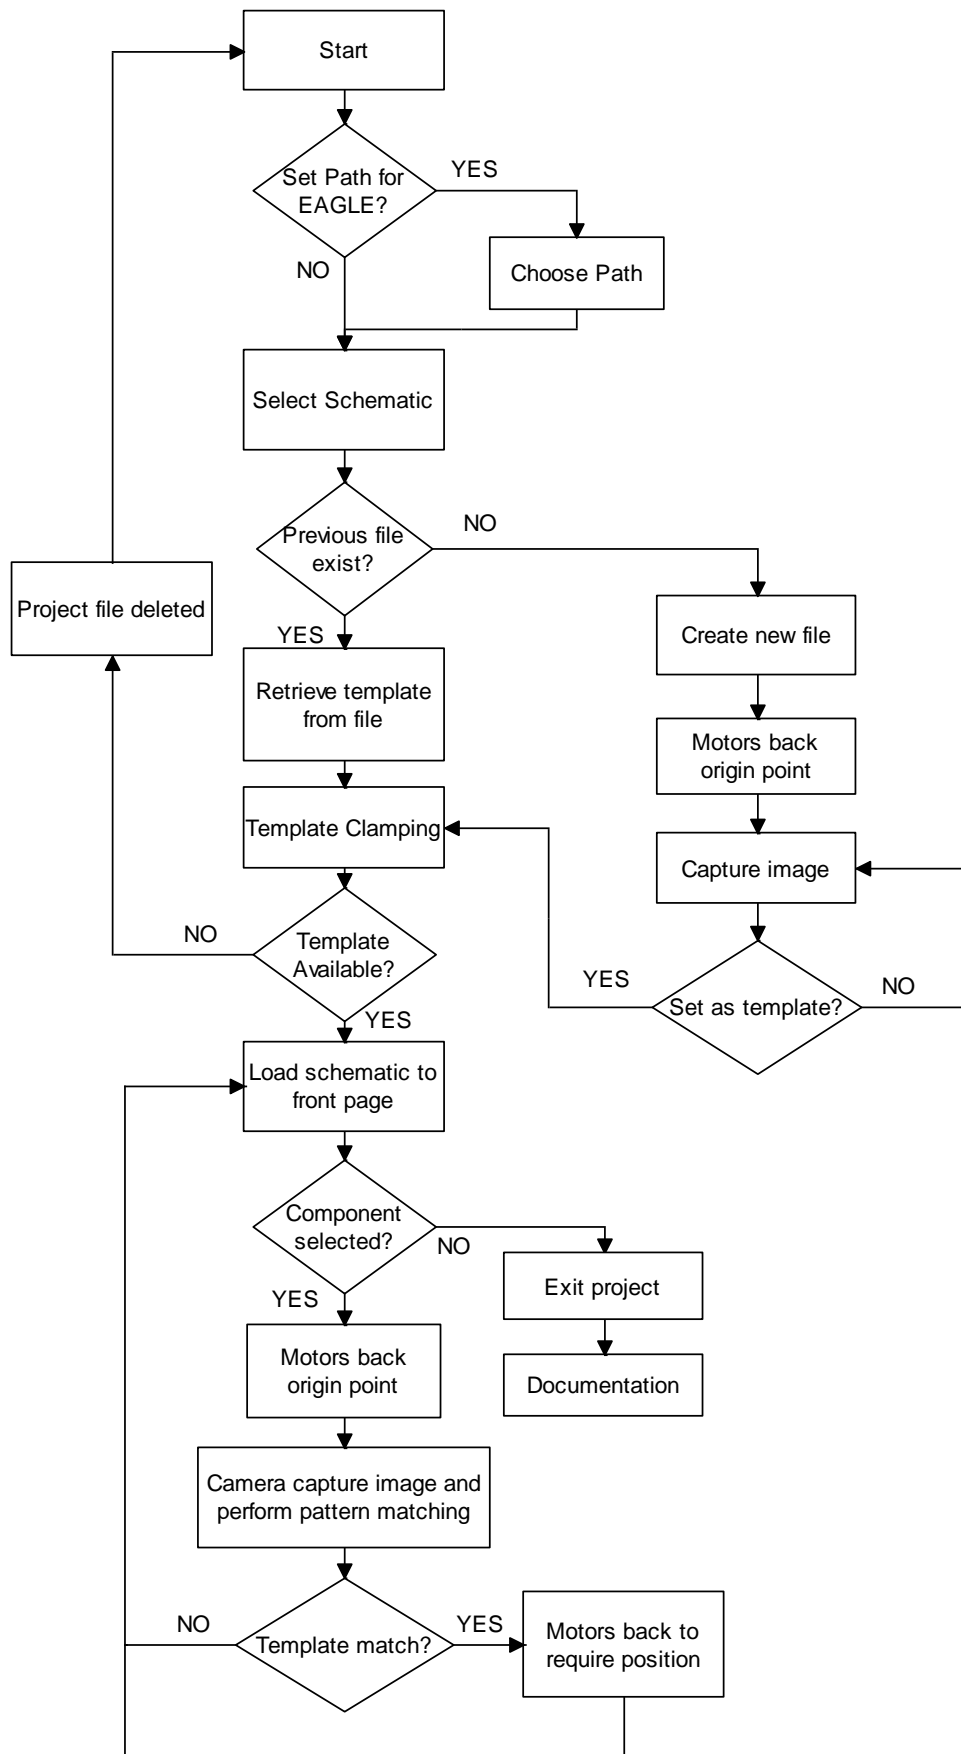 Start
Set Path for
EAGLE?
YES
NO
Choose Path
Select Schematic
Previous file
exist?
NO
YES
Project file deleted
Create new file
Retrieve template
from file
Motors back
origin point
Template Clamping
Capture image
NO
Template
Available?
YES
YES
Set as template?
NO
Load schematic to
front page
Component
selected?
NO
YES
Exit project
Motors back
origin point
Documentation
Camera capture image and
perform pattern matching
NO
Template match?
YES
Motors back to
require position